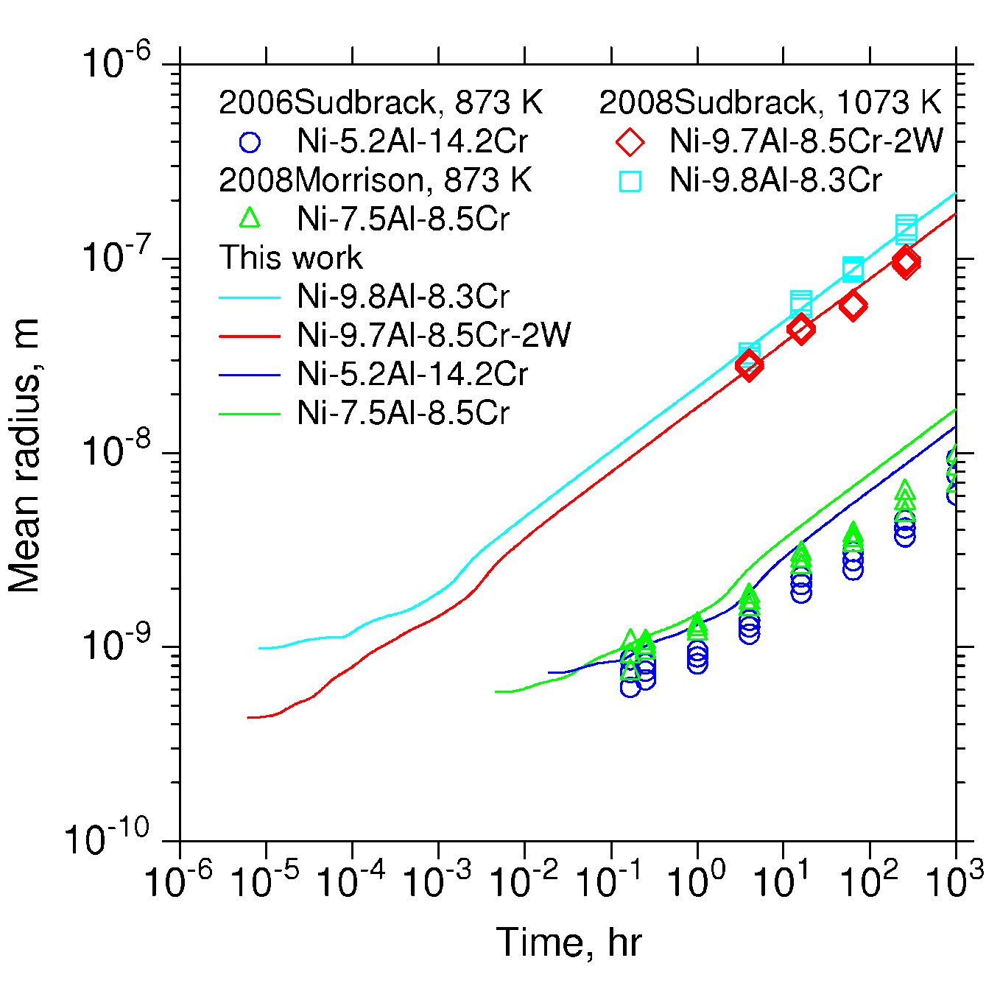 2006Sudbrack, 873 K
Ni-5.2Al-14.2Cr
2008Morrison, 873 K
Ni-7.5Al-8.5Cr
This work
Ni-9.8Al-8.3Cr
Ni-9.7Al-8.5Cr-2W
Ni-5.2Al-14.2Cr
Ni-7.5Al-8.5Cr
2008Sudbrack, 1073 K
Ni-9.7Al-8.5Cr-2W
Ni-9.8Al-8.3Cr
Mean radius, m
10⁻⁶
10⁻⁷
10⁻⁸
10⁻⁹
10⁻¹⁰
10⁻⁶ 10⁻⁵ 10⁻⁴ 10⁻³ 10⁻² 10⁻¹ 10⁰ 10¹ 10² 10³
Time, hr